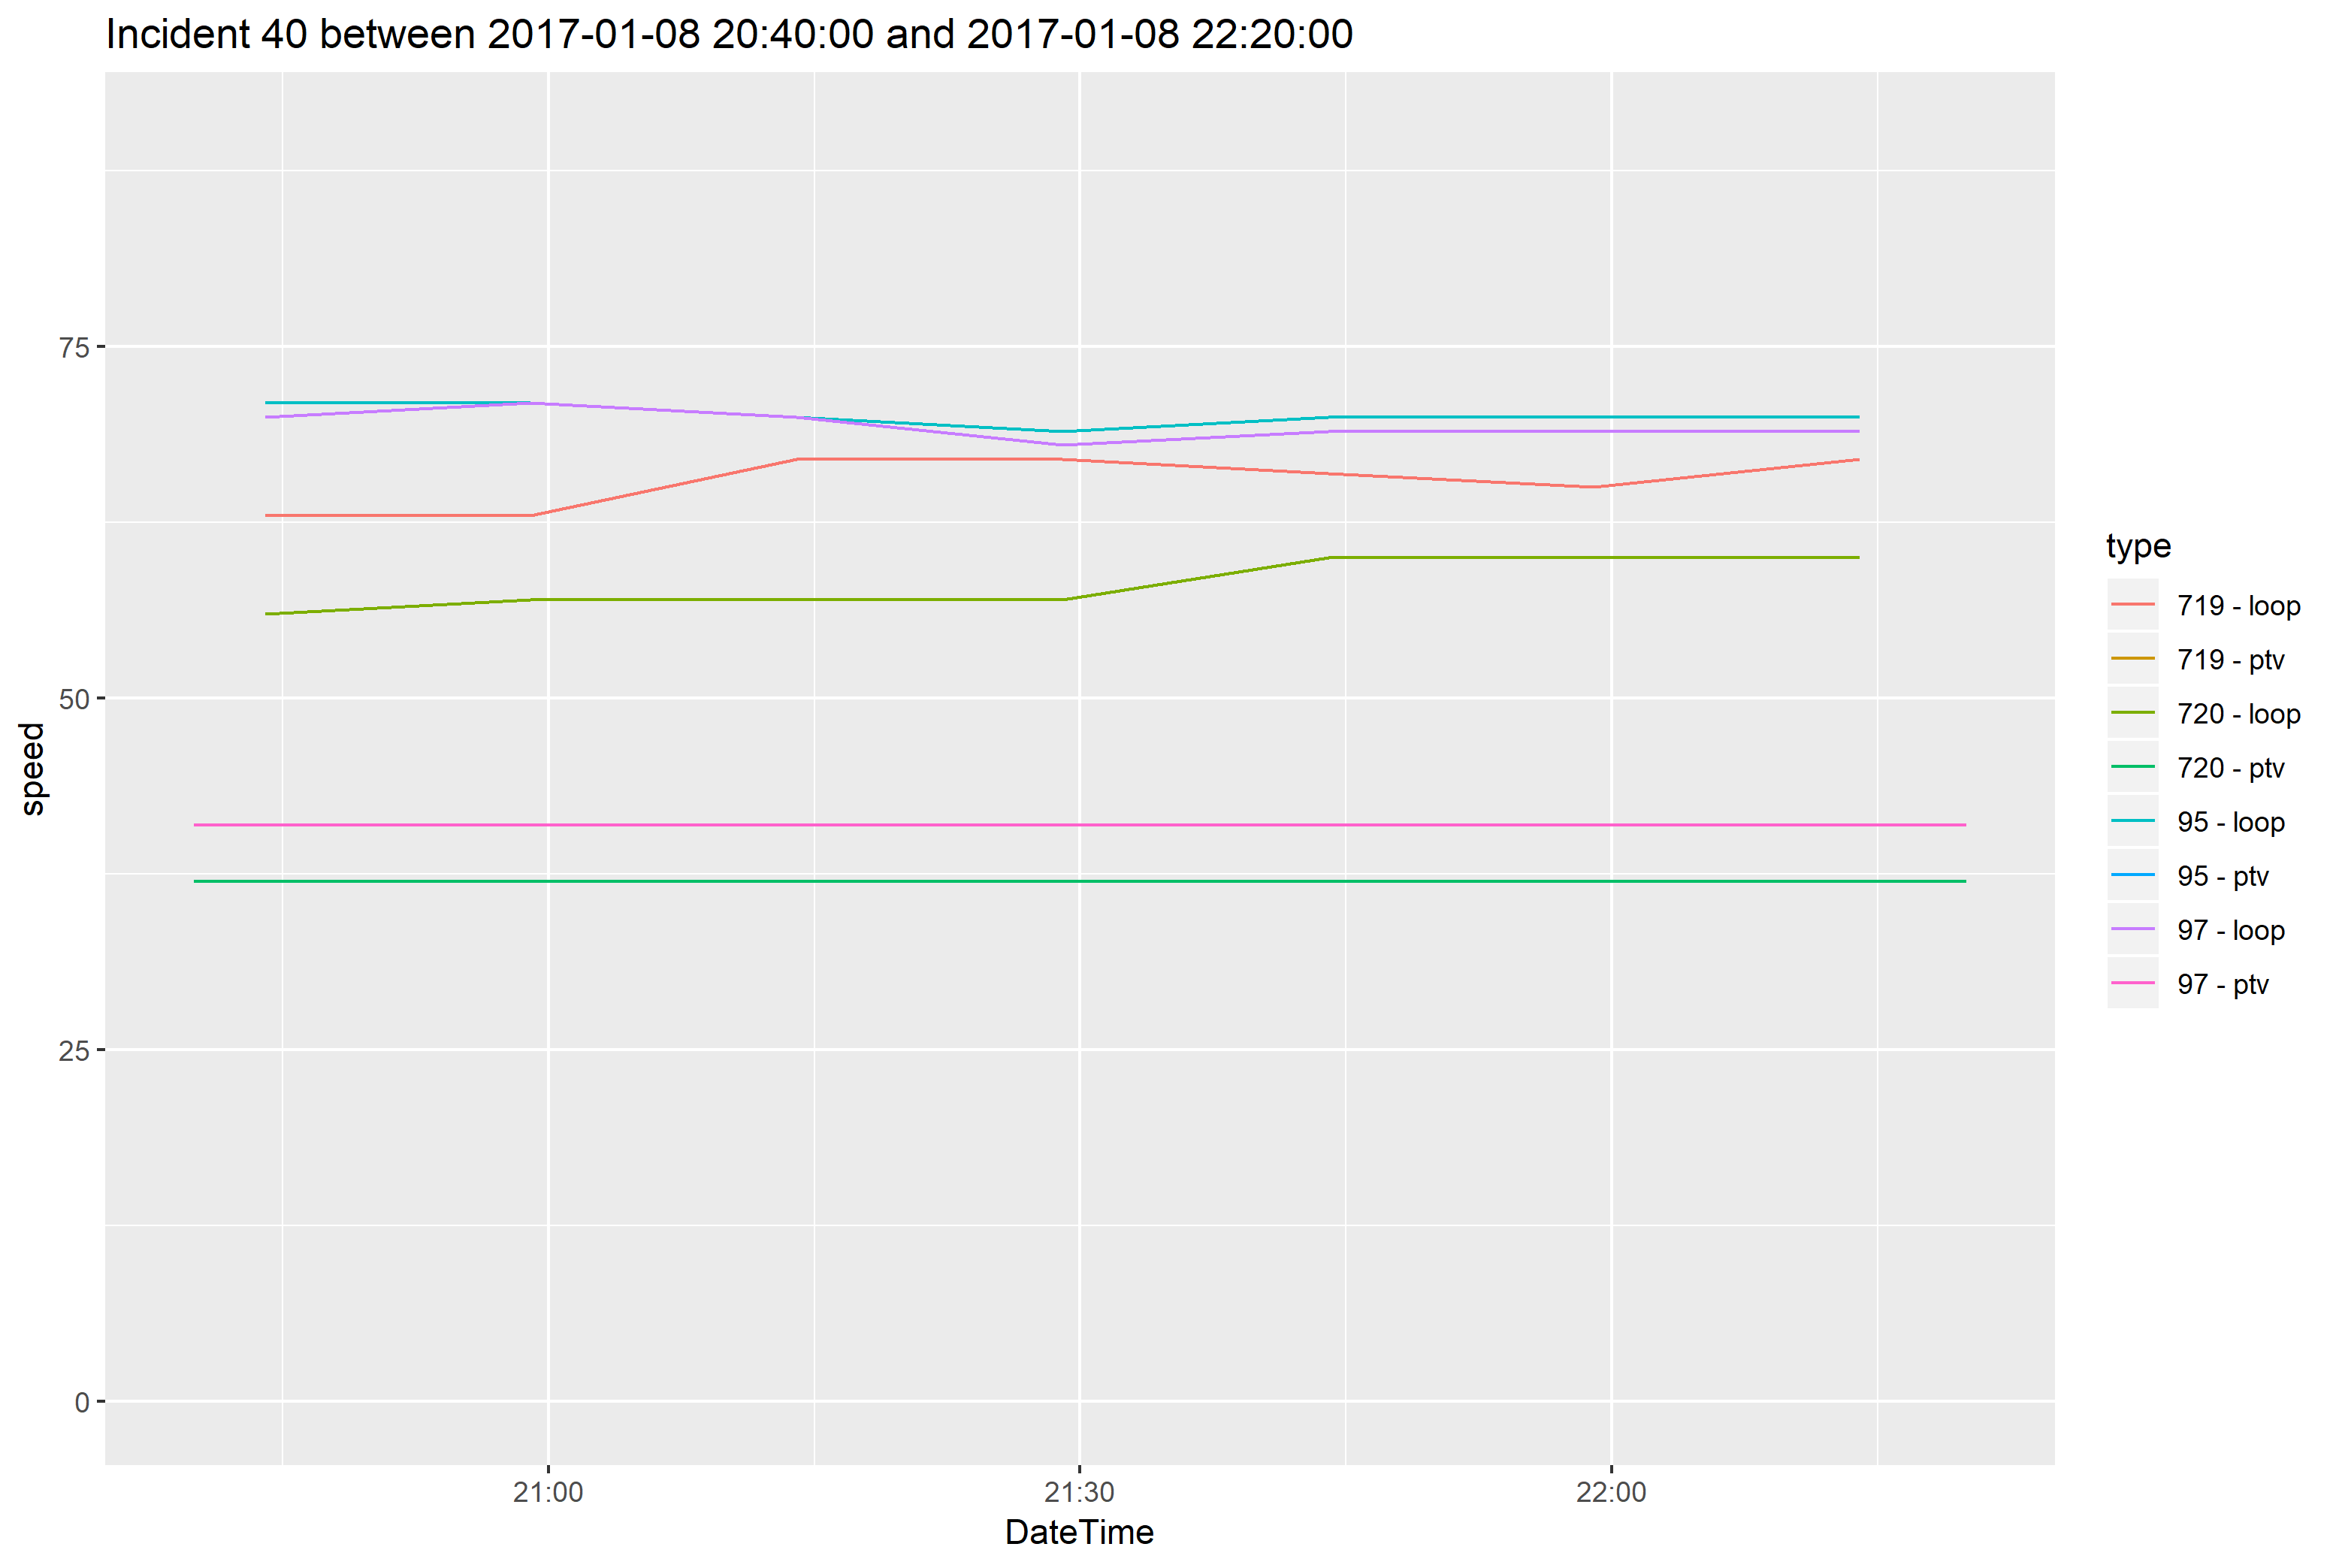 Incident 40 between 2017-01-08 20:40:00 and 2017-01-08 22:20:00
75
50
25
0
speed
21:00
21:30
22:00
DateTime
type
719 - loop
719 - ptv
720 - loop
720 - ptv
95 - loop
95 - ptv
97 - loop
97 - ptv